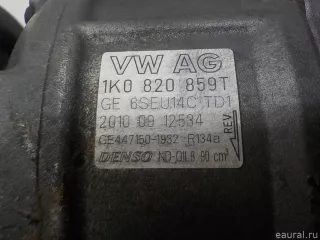 VW AG
1K0 820 859T
GE 6SEU14C TD1
2010 09 12534
GE447150-1932 R134a
REV
DENSO ND-OIL8 90 cm³
© eaural.ru